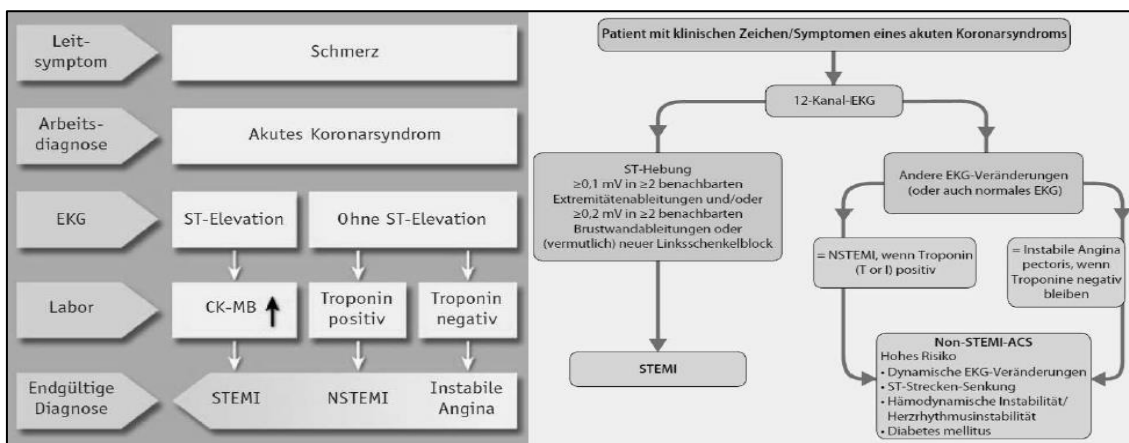 Leit-
symptom
Schmerz
Arbeits-
diagnose
Akutes Koronarsyndrom
EKG
ST-Elevation
Ohne ST-Elevation
Labor
CK-MB
Troponin
positiv
Troponin
negativ
Endgültige
Diagnose
STEMI
NSTEMI
Instabile
Angina
Patient mit klinischen Zeichen/Symptomen eines akuten Koronarsyndroms
12-Kanal-EKG
ST-Hebung
≥0,1 mV in ≥2 benachbarten
Extremitätenableitungen und/oder
≥0,2 mV in ≥2 benachbarten
Brustwandableitungen oder
(vermutlich) neuer Linksschenkelblock
Andere EKG-Veränderungen
(oder auch normales EKG)
= NSTEMI, wenn Troponin
(T or I) positiv
= Instabile Angina
pectoris, wenn
Troponine negativ
bleiben
STEMI
Non-STEMI-ACS
Hohes Risiko
• Dynamische EKG-Veränderungen
• ST-Strecken-Senkung
• Hämodynamische Instabilität/
Herzrhythmusinstabilität
• Diabetes mellitus